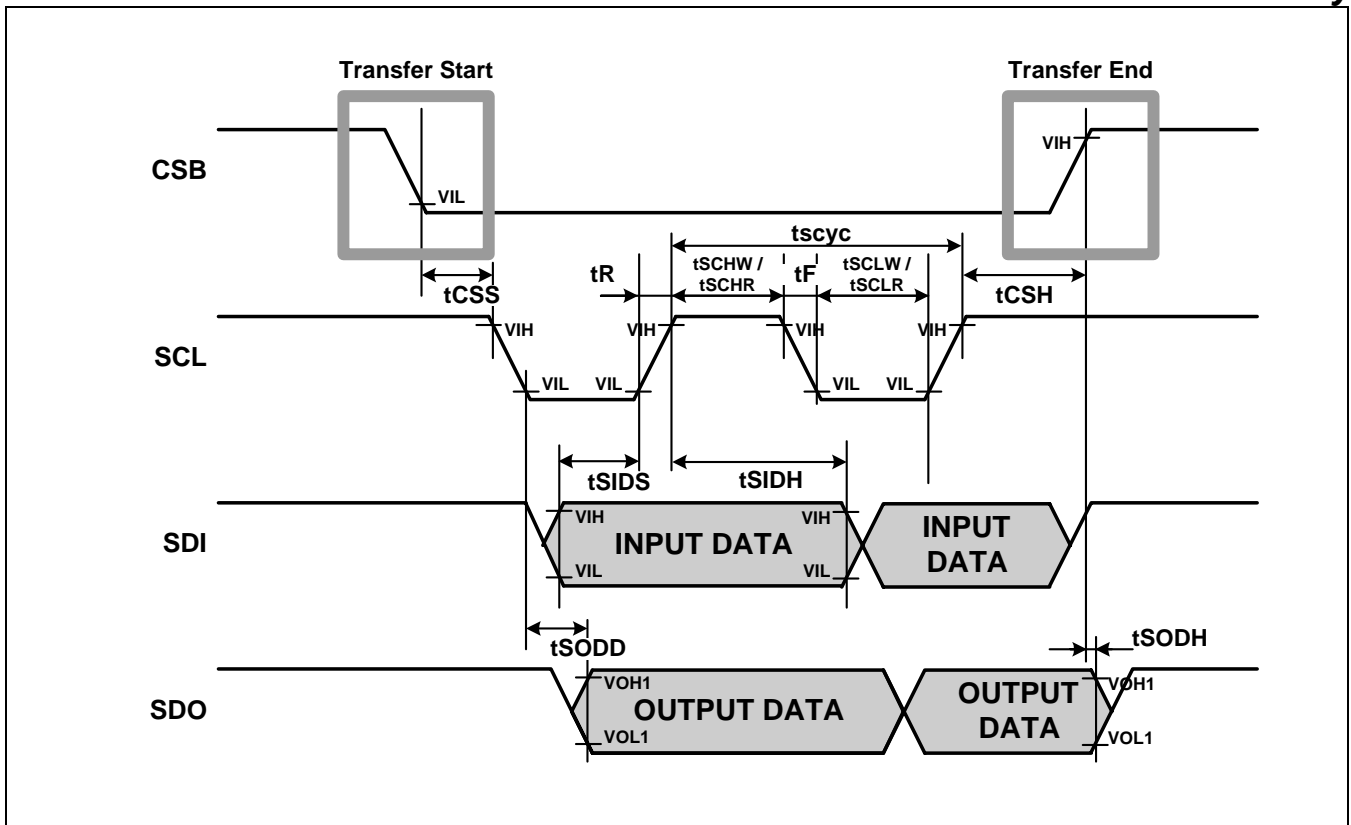 y
Transfer Start
Transfer End
CSB
VIL
VIH
tscyc
tCSS
tR
tSCHW /
tSCHR
tF
tSCLW /
tSCLR
tCSH
SCL
VIH
VIH
VIH
VIH
VIL
VIL
VIL
VIL
tSIDS
tSIDH
SDI
VIH
VIL
INPUT DATA
VIH
VIL
INPUT
DATA
tSODD
tSODH
SDO
VOH1
VOL1
OUTPUT DATA
OUTPUT
DATA
VOH1
VOL1